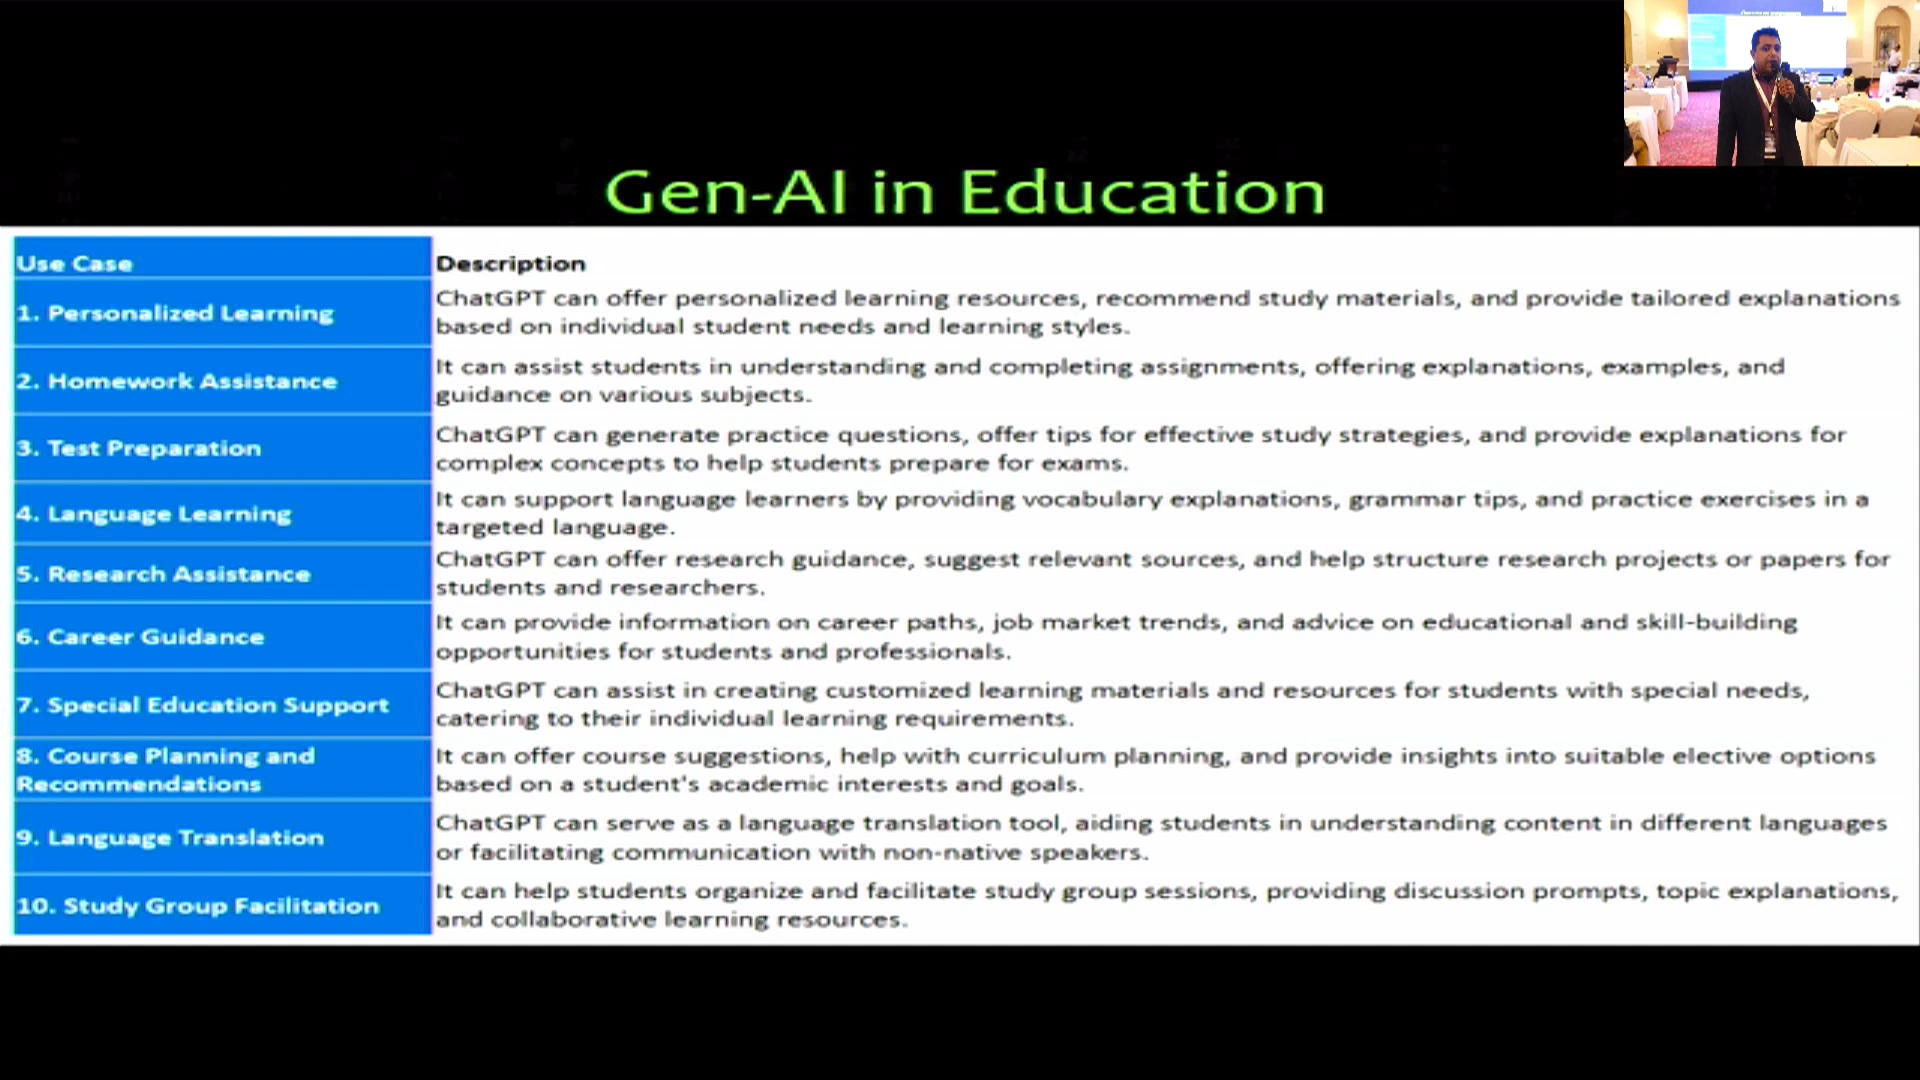 Gen-AI in Education
Use Case
Description
1. Personalized Learning
ChatGPT can offer personalized learning resources, recommend study materials, and provide tailored explanations
based on individual student needs and learning styles.
2. Homework Assistance
It can assist students in understanding and completing assignments, offering explanations, examples, and
guidance on various subjects.
3. Test Preparation
ChatGPT can generate practice questions, offer tips for effective study strategies, and provide explanations for
complex concepts to help students prepare for exams.
4. Language Learning
It can support language learners by providing vocabulary explanations, grammar tips, and practice exercises in a
targeted language.
5. Research Assistance
ChatGPT can offer research guidance, suggest relevant sources, and help structure research projects or papers for
students and researchers.
6. Career Guidance
It can provide information on career paths, job market trends, and advice on educational and skill-building
opportunities for students and professionals.
7. Special Education Support
ChatGPT can assist in creating customized learning materials and resources for students with special needs,
catering to their individual learning requirements.
8. Course Planning and
Recommendations
It can offer course suggestions, help with curriculum planning, and provide insights into suitable elective options
based on a student's academic interests and goals.
9. Language Translation
ChatGPT can serve as a language translation tool, aiding students in understanding content in different languages
or facilitating communication with non-native speakers.
10. Study Group Facilitation
It can help students organize and facilitate study group sessions, providing discussion prompts, topic explanations,
and collaborative learning resources.